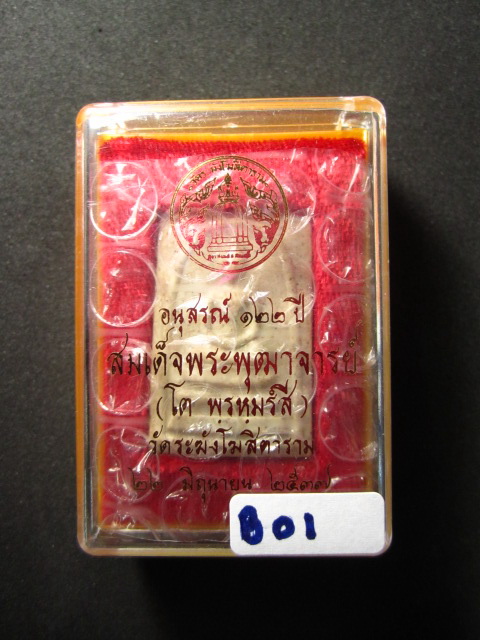 อนุสรณ์ ๑๒๒ ปี
สมเด็จพระพุฒาจารย์
(โต พรหมรํสี)
วัดระฆังโฆสิตาราม
๒๒ มิถุนายน ๒๕๓๗
B01